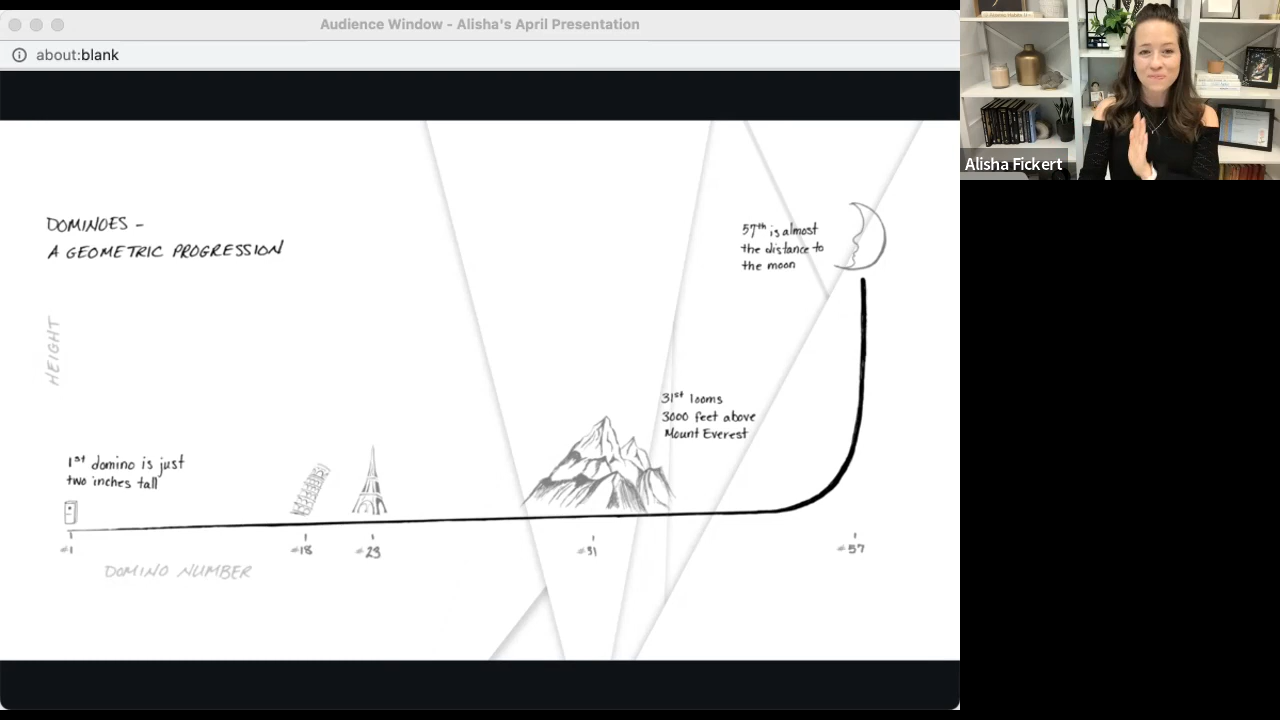 Audience Window - Alisha's April Presentation
about:blank
Alisha Fickert
DOMINOES -
A GEOMETRIC PROGRESSION
57th is almost
the distance to
the moon
HEIGHT
31st looms
3000 feet above
Mount Everest
1st domino is just
two inches tall
#1
#18
#23
#31
#57
DOMINO NUMBER